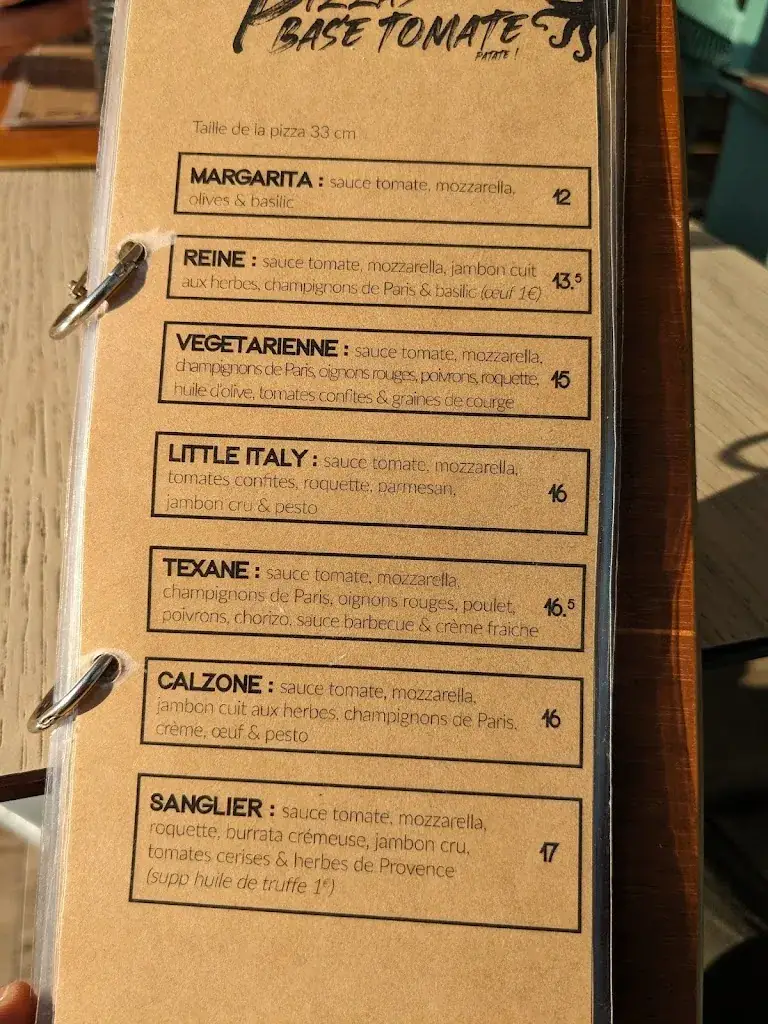 PIZZAS
BASE TOMATE
PATATE !
Taille de la pizza 33 cm
MARGARITA : sauce tomate, mozzarella,
olives & basilic
12
REINE : sauce tomate, mozzarella, jambon cuit
aux herbes, champignons de Paris & basilic (œuf 1€)
13.5
VEGETARIENNE : sauce tomate, mozzarella,
champignons de Paris, oignons rouges, poivrons, roquette,
huile d'olive, tomates confites & graines de courge
15
LITTLE ITALY : sauce tomate, mozzarella,
tomates confites, roquette, parmesan,
jambon cru & pesto
16
TEXANE : sauce tomate, mozzarella,
champignons de Paris, oignons rouges, poulet,
poivrons, chorizo, sauce barbecue & crème fraîche
16.5
CALZONE : sauce tomate, mozzarella,
jambon cuit aux herbes, champignons de Paris,
crème, œuf & pesto
16
SANGLIER : sauce tomate, mozzarella,
roquette, burrata crémeuse, jambon cru,
tomates cerises & herbes de Provence
(supp huile de truffe 1€)
17